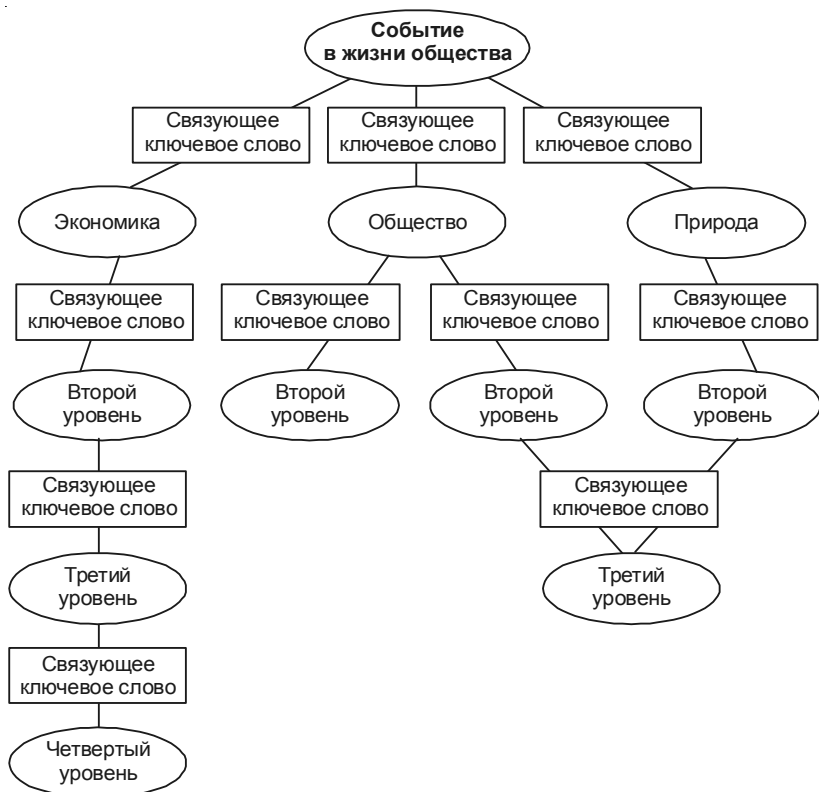 Событие
в жизни общества
Связующее
ключевое слово
Связующее
ключевое слово
Связующее
ключевое слово
Экономика
Общество
Природа
Связующее
ключевое слово
Связующее
ключевое слово
Связующее
ключевое слово
Связующее
ключевое слово
Второй
уровень
Второй
уровень
Второй
уровень
Второй
уровень
Связующее
ключевое слово
Связующее
ключевое слово
Третий
уровень
Третий
уровень
Связующее
ключевое слово
Четвертый
уровень